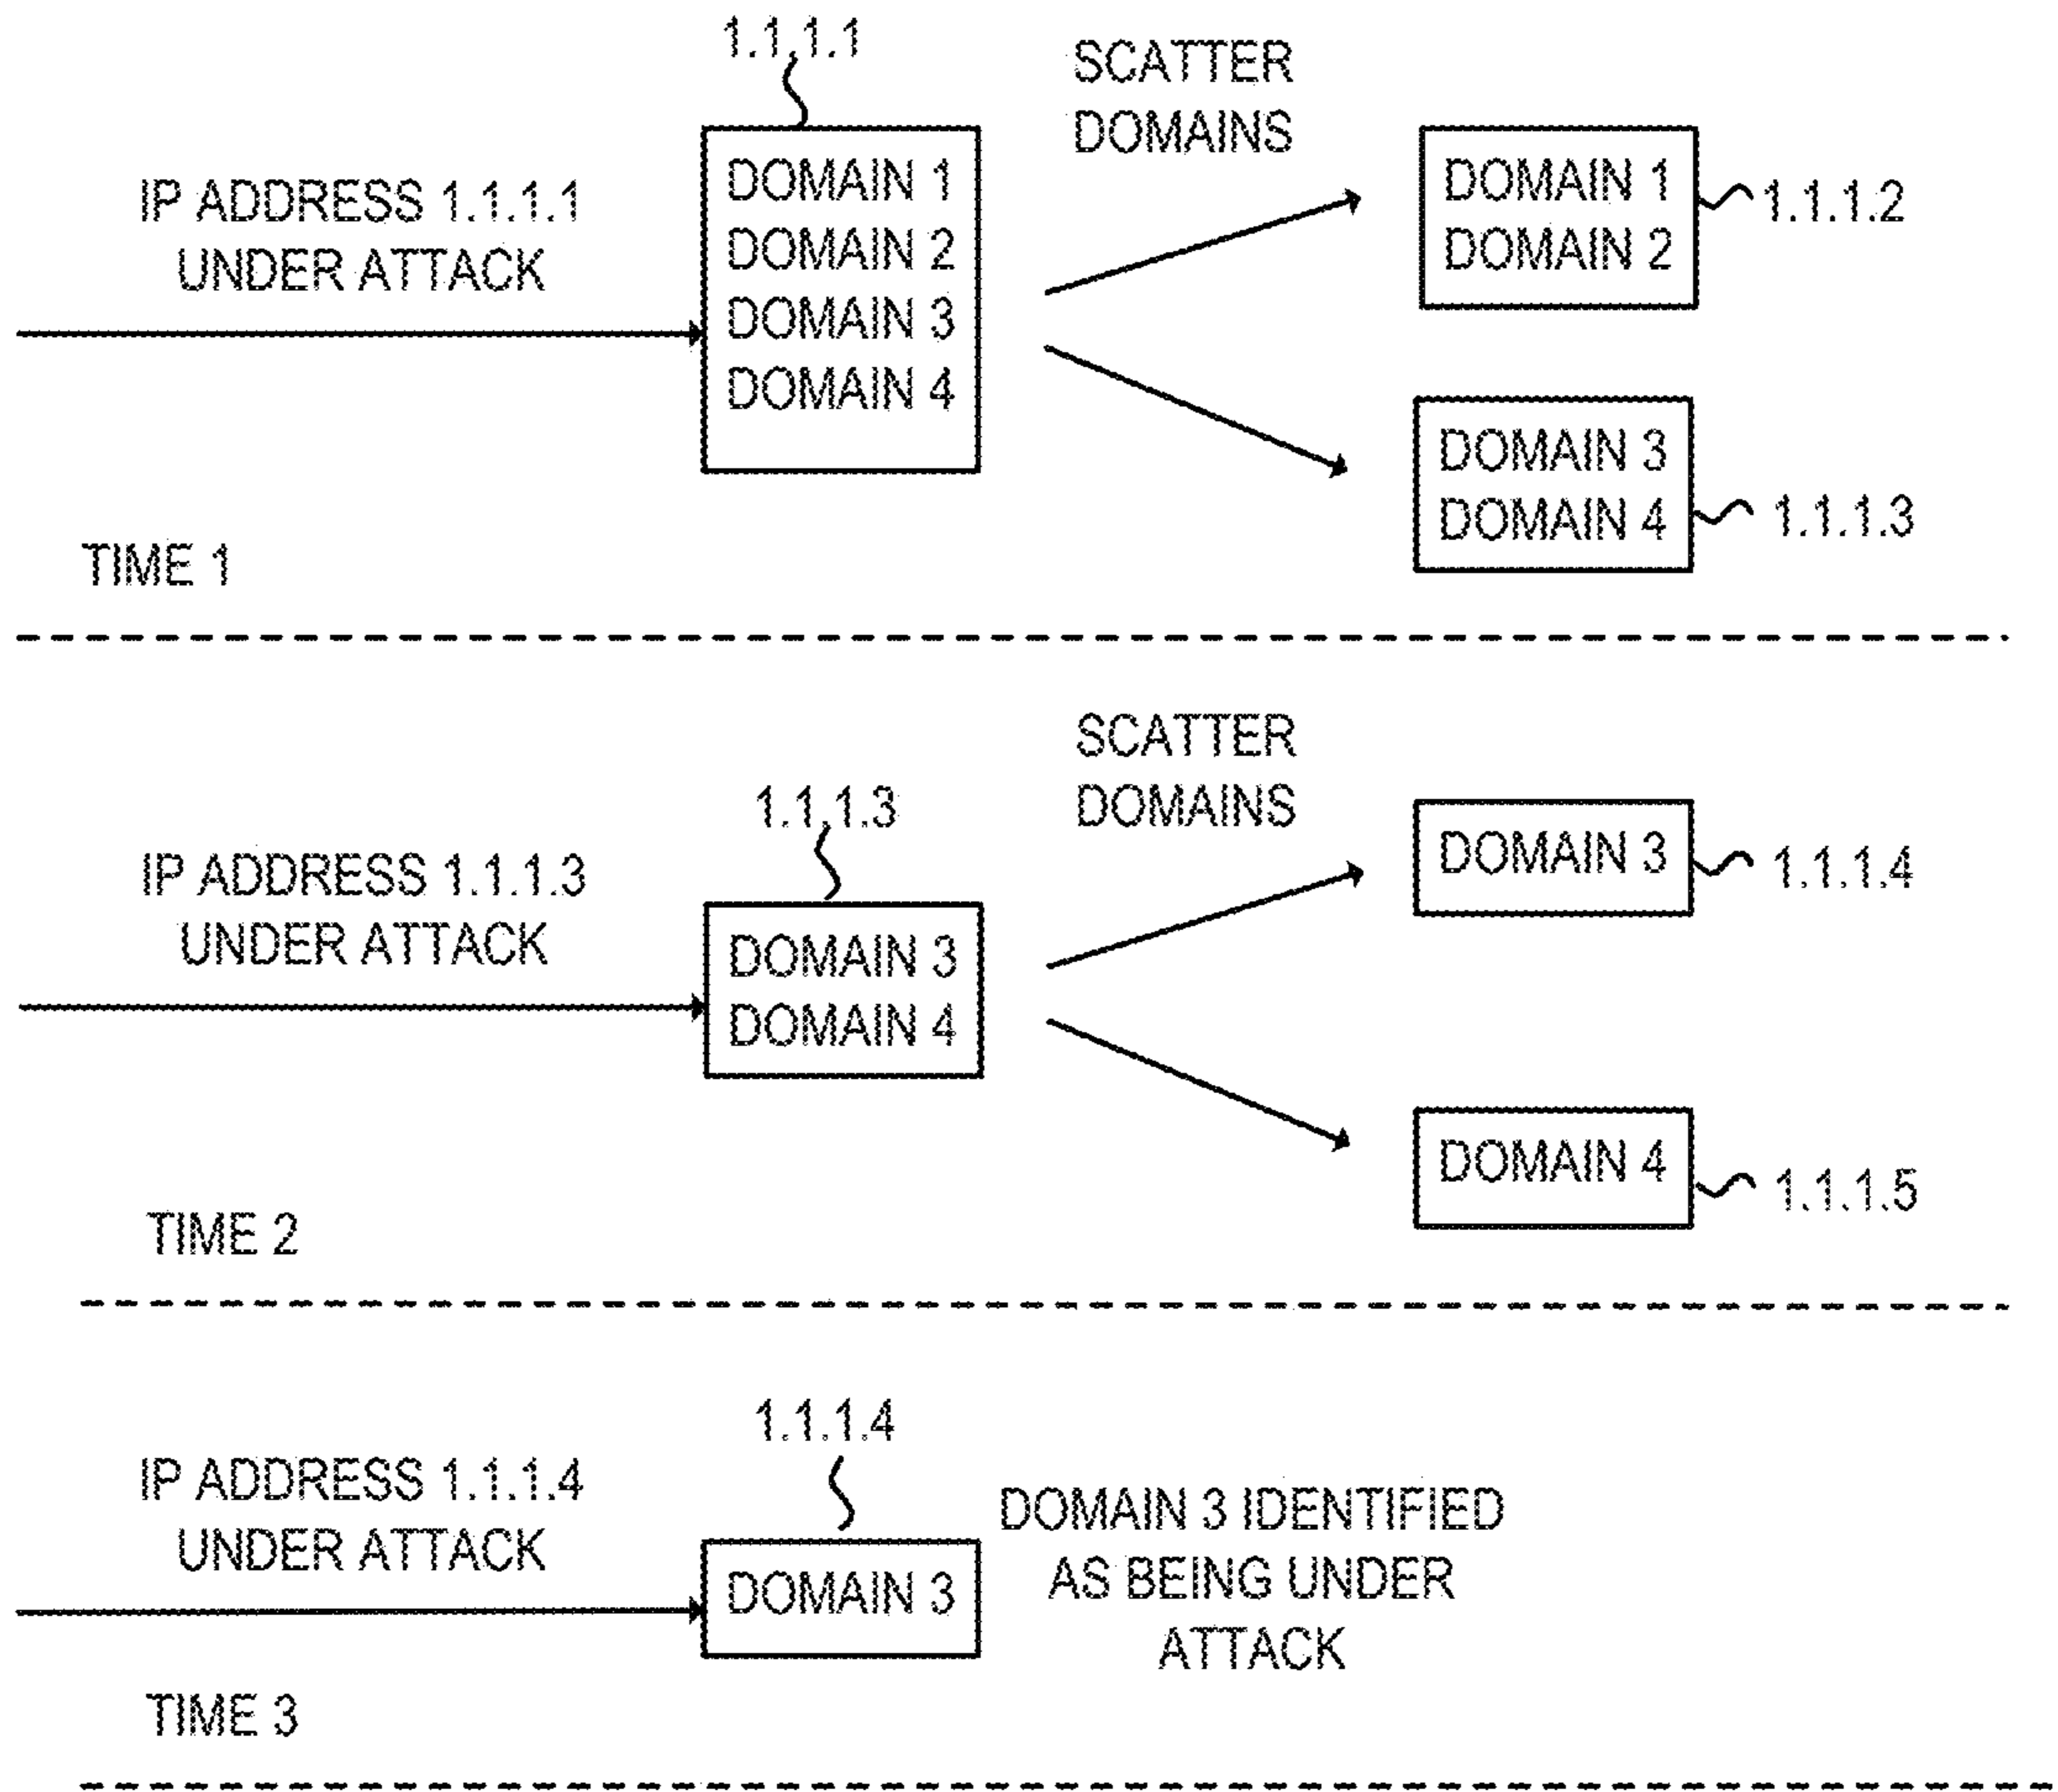 1.1.1.1
SCATTER
DOMAINS
IP ADDRESS 1.1.1.1
UNDER ATTACK
DOMAIN 1
DOMAIN 2
DOMAIN 3
DOMAIN 4
DOMAIN 1
DOMAIN 2
1.1.1.2
DOMAIN 3
DOMAIN 4
1.1.1.3
TIME 1
SCATTER
DOMAINS
1.1.1.3
IP ADDRESS 1.1.1.3
UNDER ATTACK
DOMAIN 3
DOMAIN 4
DOMAIN 3
1.1.1.4
DOMAIN 4
1.1.1.5
TIME 2
1.1.1.4
IP ADDRESS 1.1.1.4
UNDER ATTACK
DOMAIN 3
DOMAIN 3 IDENTIFIED
AS BEING UNDER
ATTACK
TIME 3